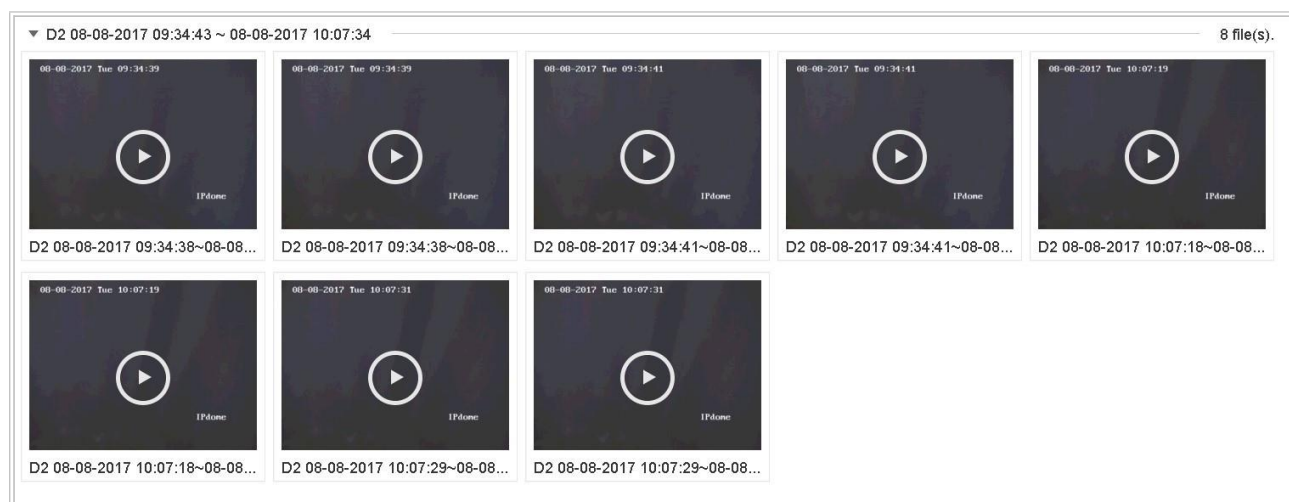 D2 08-08-2017 09:34:43 ~ 08-08-2017 10:07:34 8 file(s).
08-08-2017 Tue 09:34:39
IPdome
D2 08-08-2017 09:34:38~08-08...
08-08-2017 Tue 09:34:39
IPdome
D2 08-08-2017 09:34:38~08-08...
08-08-2017 Tue 09:34:41
IPdome
D2 08-08-2017 09:34:41~08-08...
08-08-2017 Tue 09:34:41
IPdome
D2 08-08-2017 09:34:41~08-08...
08-08-2017 Tue 10:07:19
IPdome
D2 08-08-2017 10:07:18~08-08...
08-08-2017 Tue 10:07:19
IPdome
D2 08-08-2017 10:07:18~08-08...
08-08-2017 Tue 10:07:31
IPdome
D2 08-08-2017 10:07:29~08-08...
08-08-2017 Tue 10:07:31
IPdome
D2 08-08-2017 10:07:29~08-08...